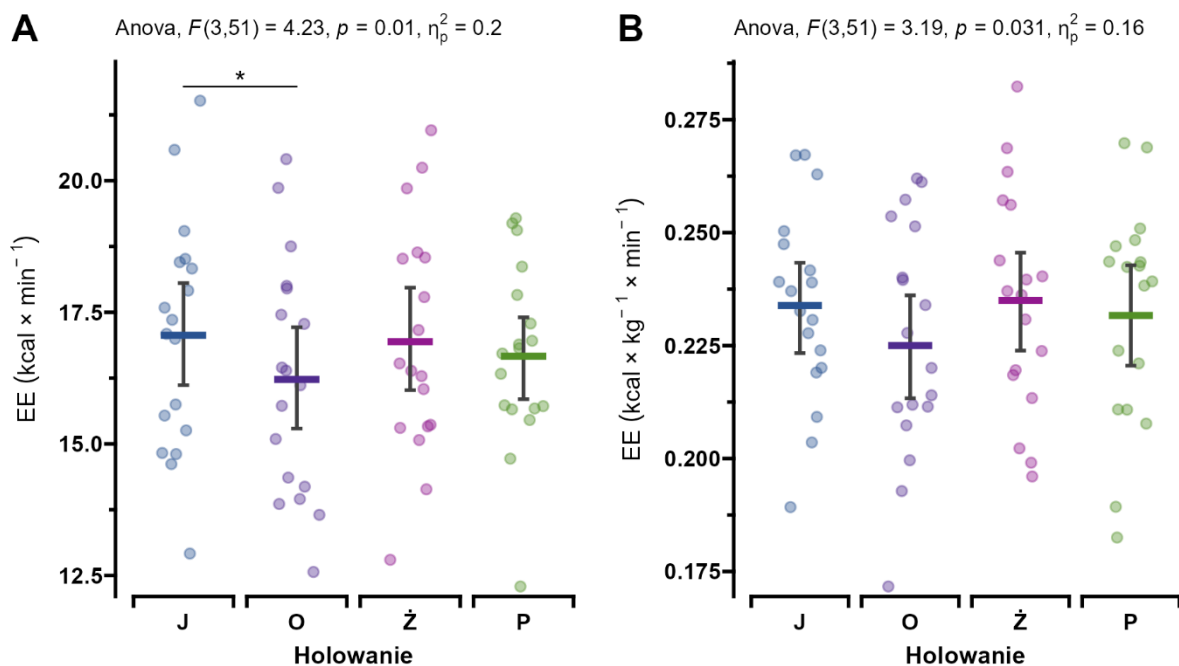 A
Anova, F(3,51) = 4.23, p = 0.01, η²ₚ = 0.2
*
EE (kcal × min⁻¹)
20.0
17.5
15.0
12.5
J O Ż P
Holowanie
B
Anova, F(3,51) = 3.19, p = 0.031, η²ₚ = 0.16
EE (kcal × kg⁻¹ × min⁻¹)
0.275
0.250
0.225
0.200
0.175
J O Ż P
Holowanie